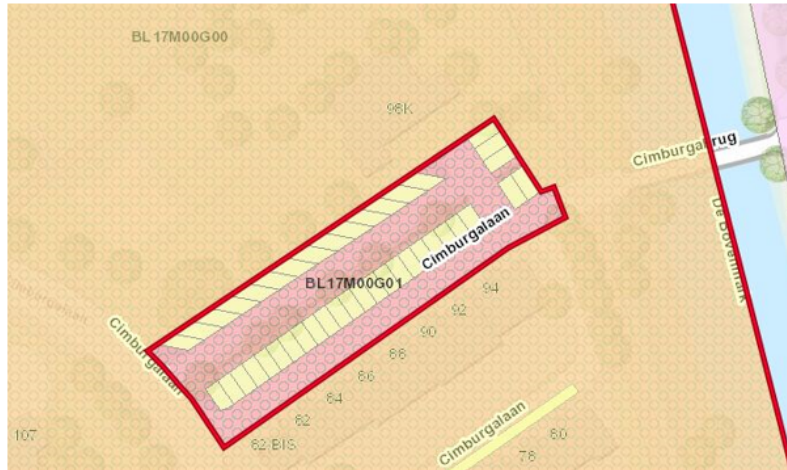 BL17M00G00
98K
Cimburgabrug
Cimburgalaan
De Bovenmark
BL17M00G01
94
92
90
88
86
84
82
82 BIS
Cimburgalaan
107
Cimburgalaan
80
78